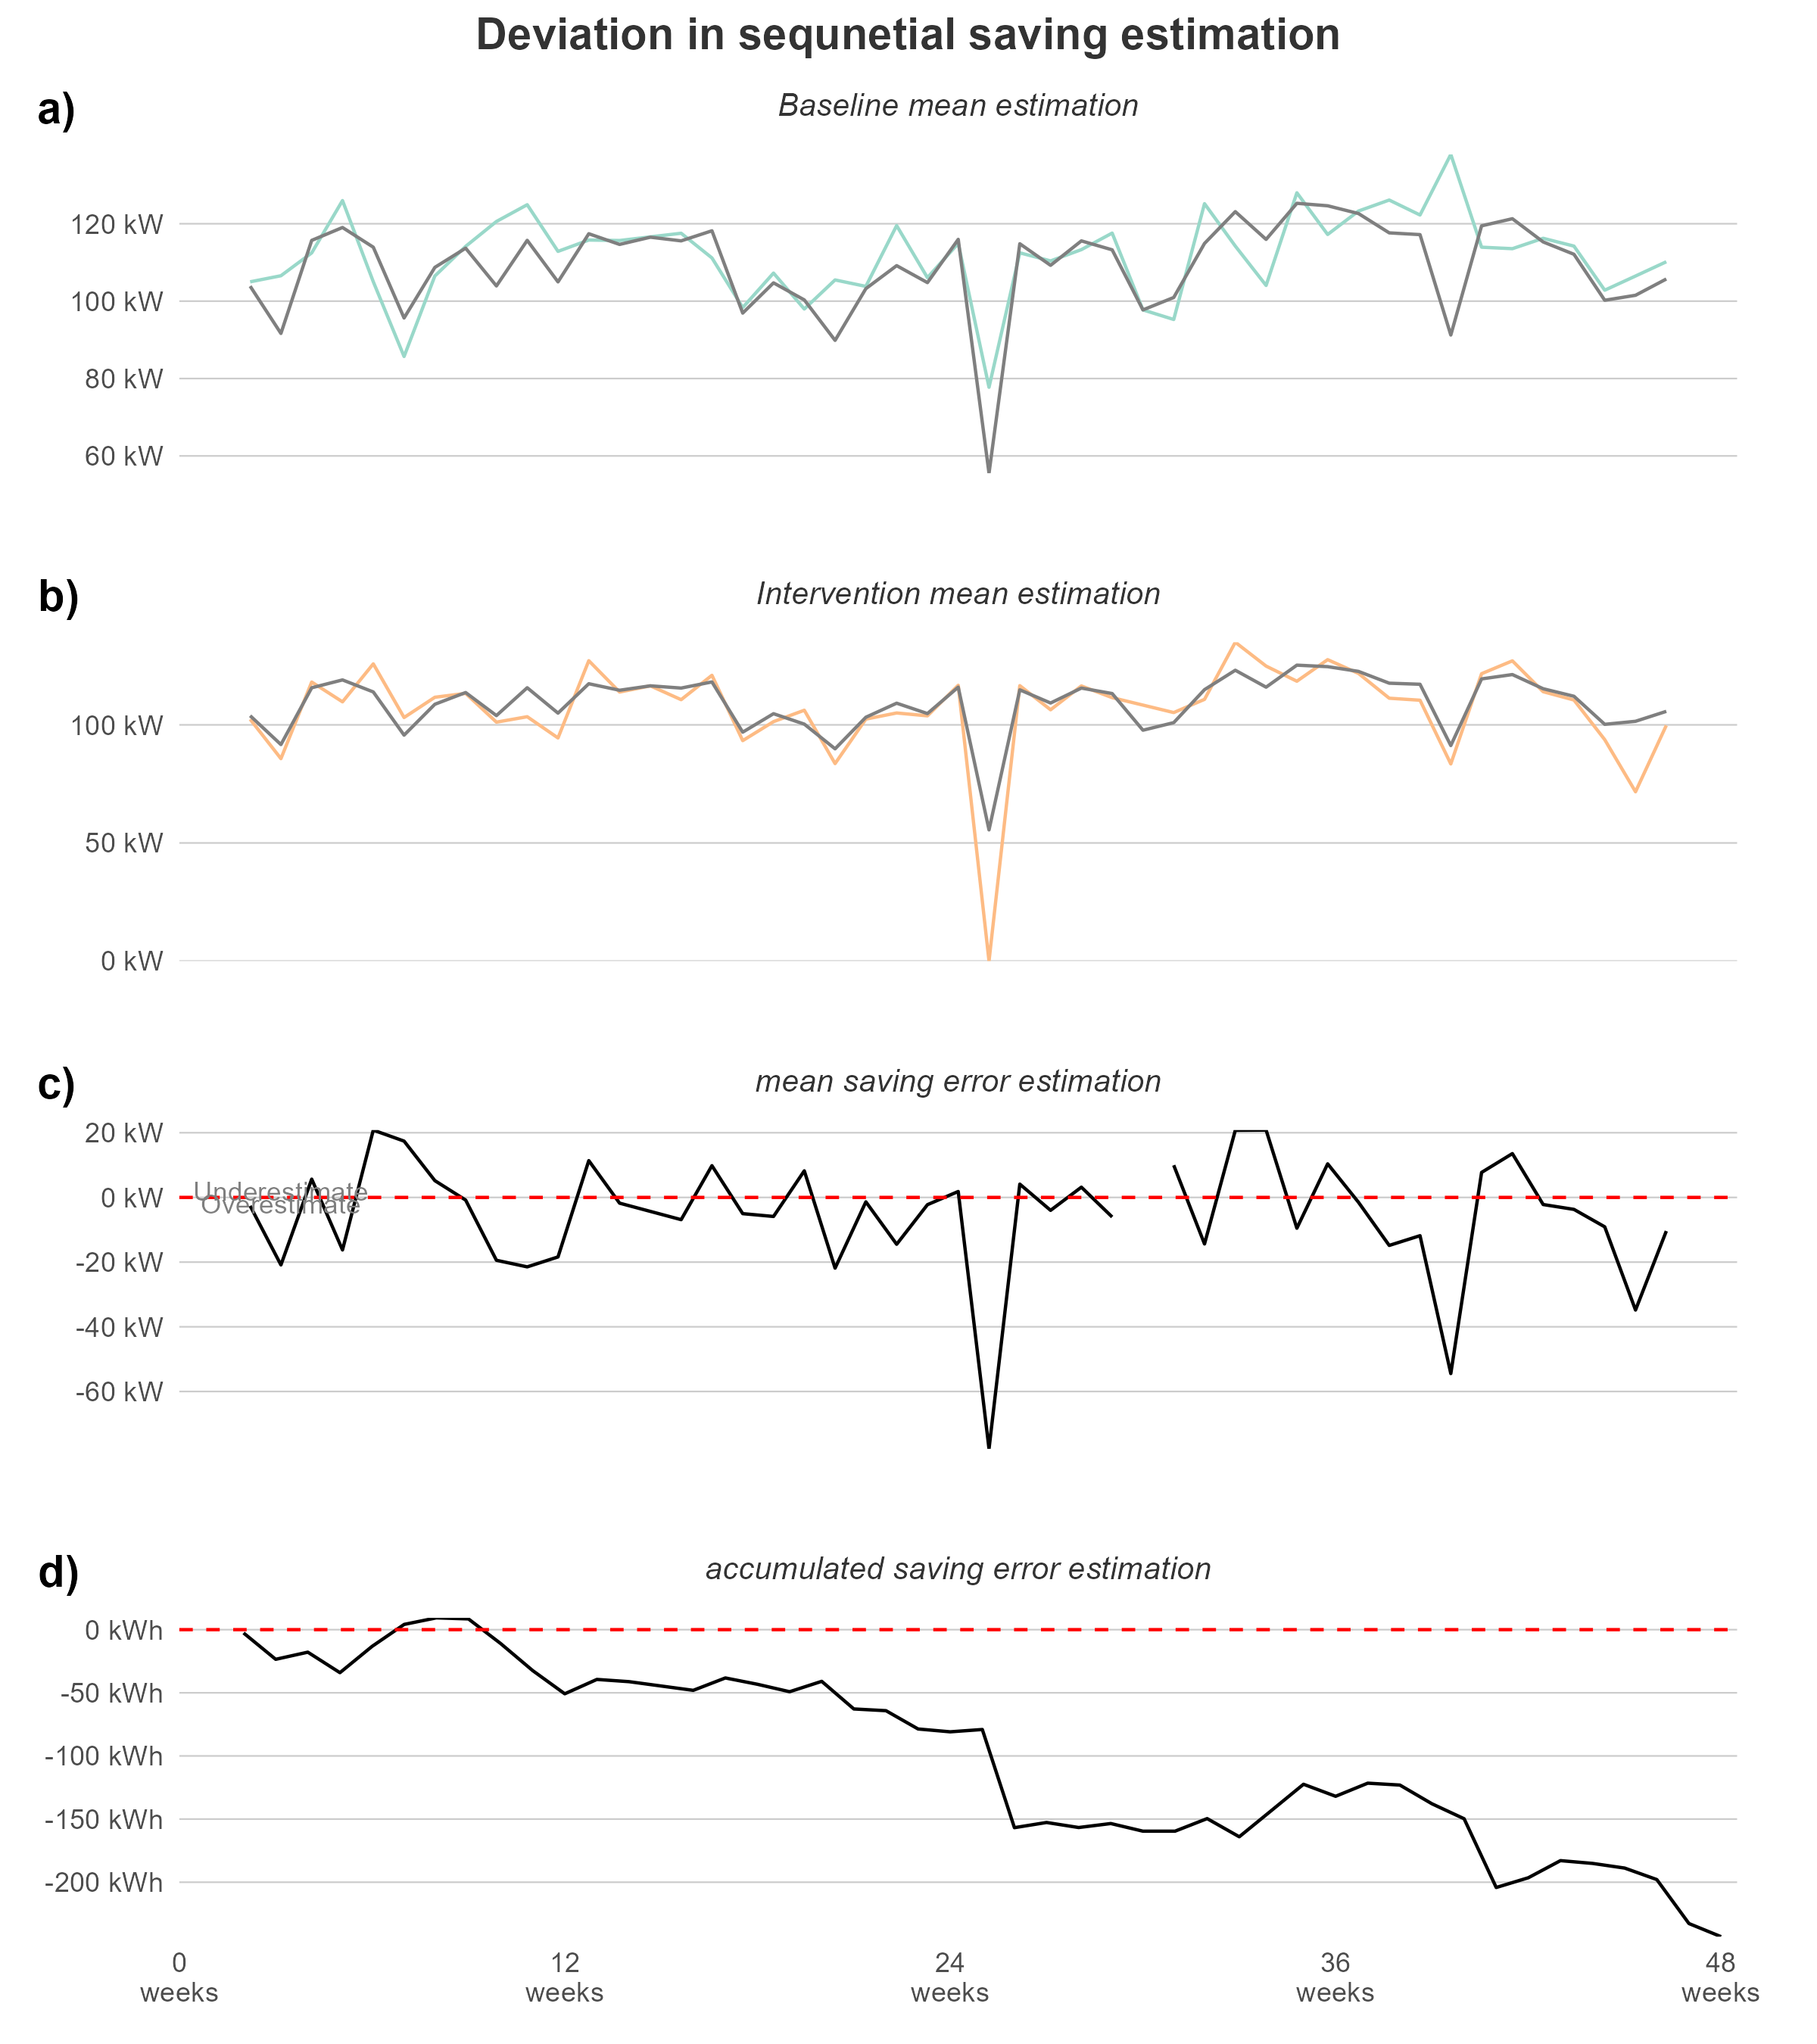 Deviation in sequnetial saving estimation
a)
Baseline mean estimation
120 kW
100 kW
80 kW
60 kW
b)
Intervention mean estimation
100 kW
50 kW
0 kW
c)
mean saving error estimation
20 kW
Underestimate
0 kW
Overestimate
-20 kW
-40 kW
-60 kW
d)
accumulated saving error estimation
0 kWh
-50 kWh
-100 kWh
-150 kWh
-200 kWh
0 12 24 36 48
weeks weeks weeks weeks weeks